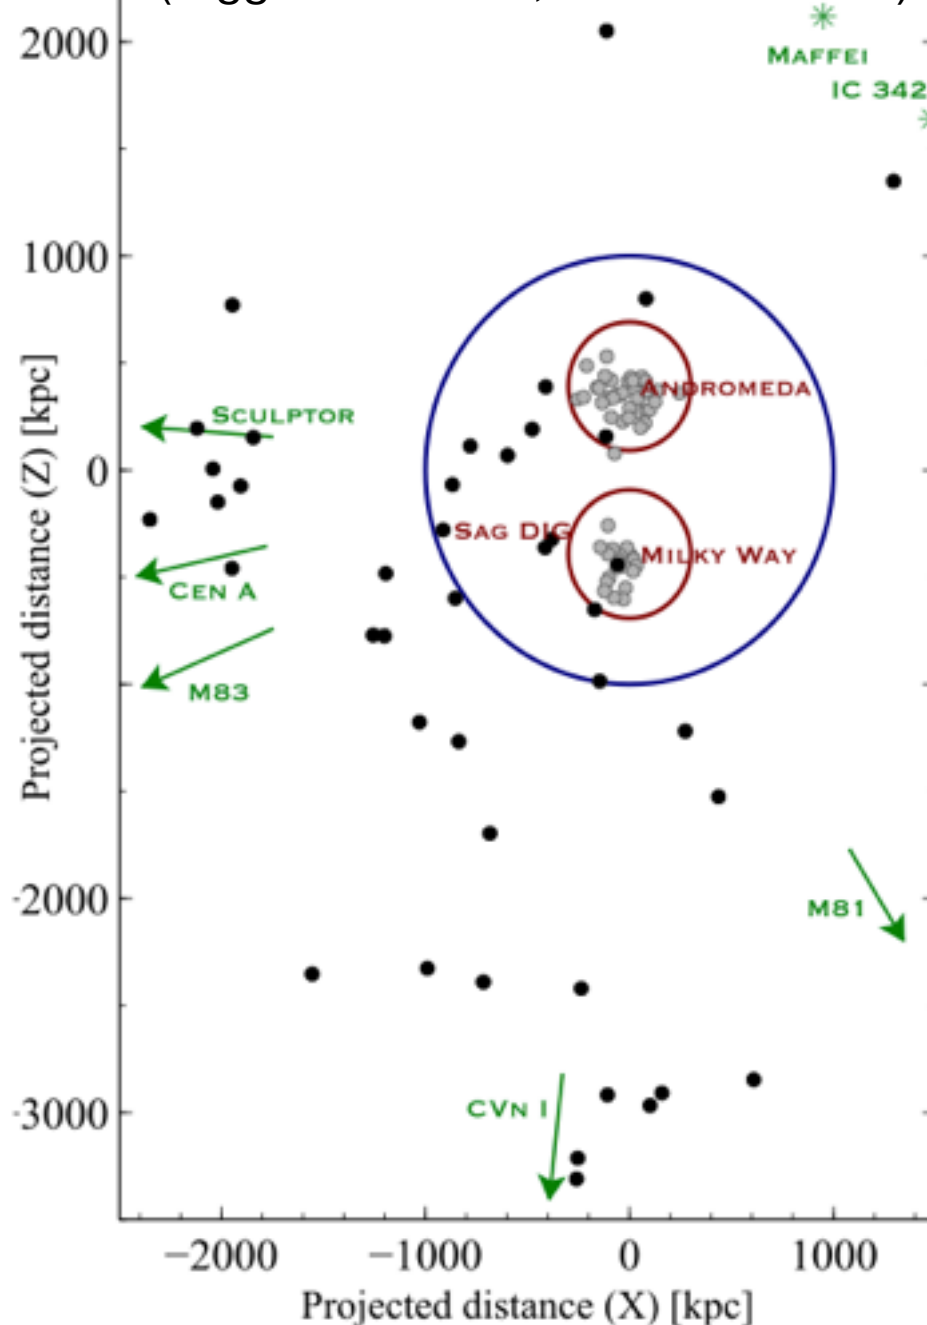 2000
MAFFEI
IC 342
1000
SCULPTOR
ANDROMEDA
0
SAG DIG
MILKY WAY
CEN A
M83
-2000
M81
-3000
CVN I
−2000 −1000 0 1000
Projected distance (X) [kpc]
Projected distance (Z) [kpc]